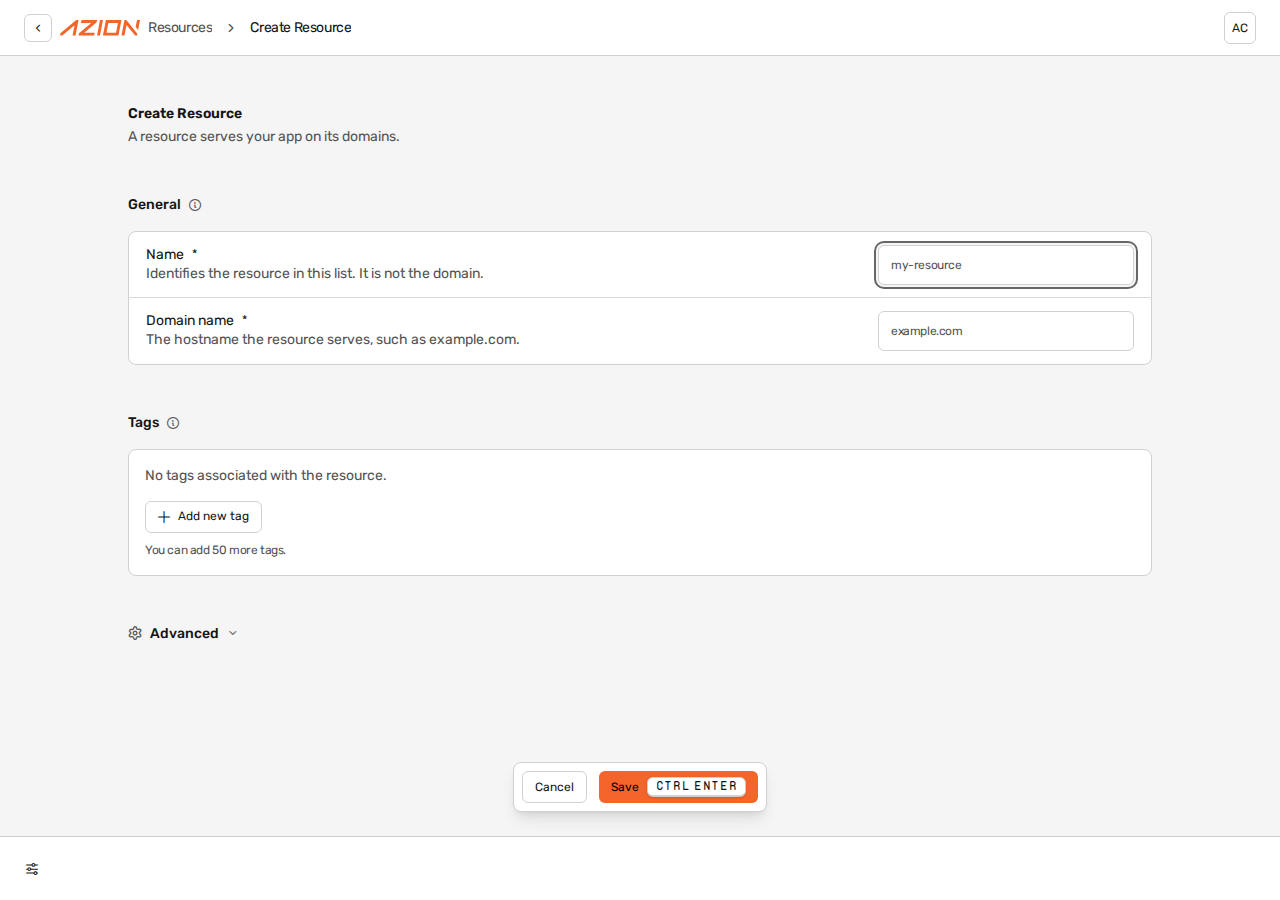 AZION Resources Create Resource AC
Create Resource
A resource serves your app on its domains.
General
Name *
Identifies the resource in this list. It is not the domain.
my-resource
Domain name *
The hostname the resource serves, such as example.com.
example.com
Tags
No tags associated with the resource.
Add new tag
You can add 50 more tags.
Advanced
Cancel Save CTRL ENTER